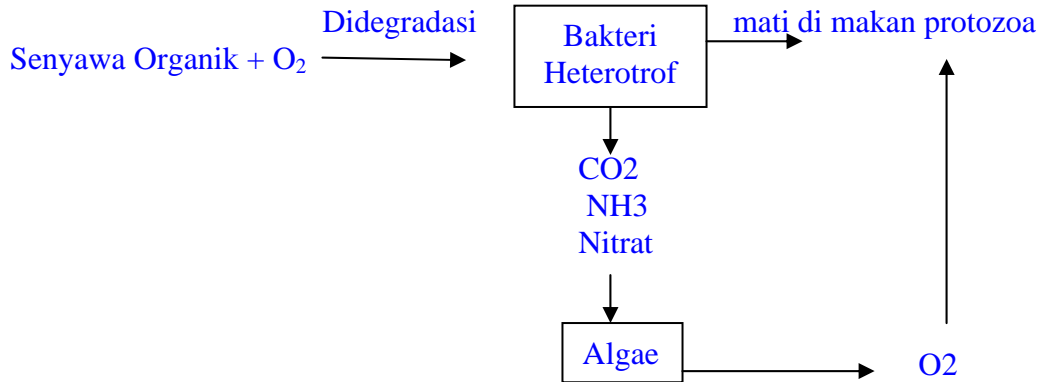 Didegradasi
Senyawa Organik + O₂
Bakteri
Heterotrof
mati di makan protozoa
CO2
NH3
Nitrat
Algae
O2